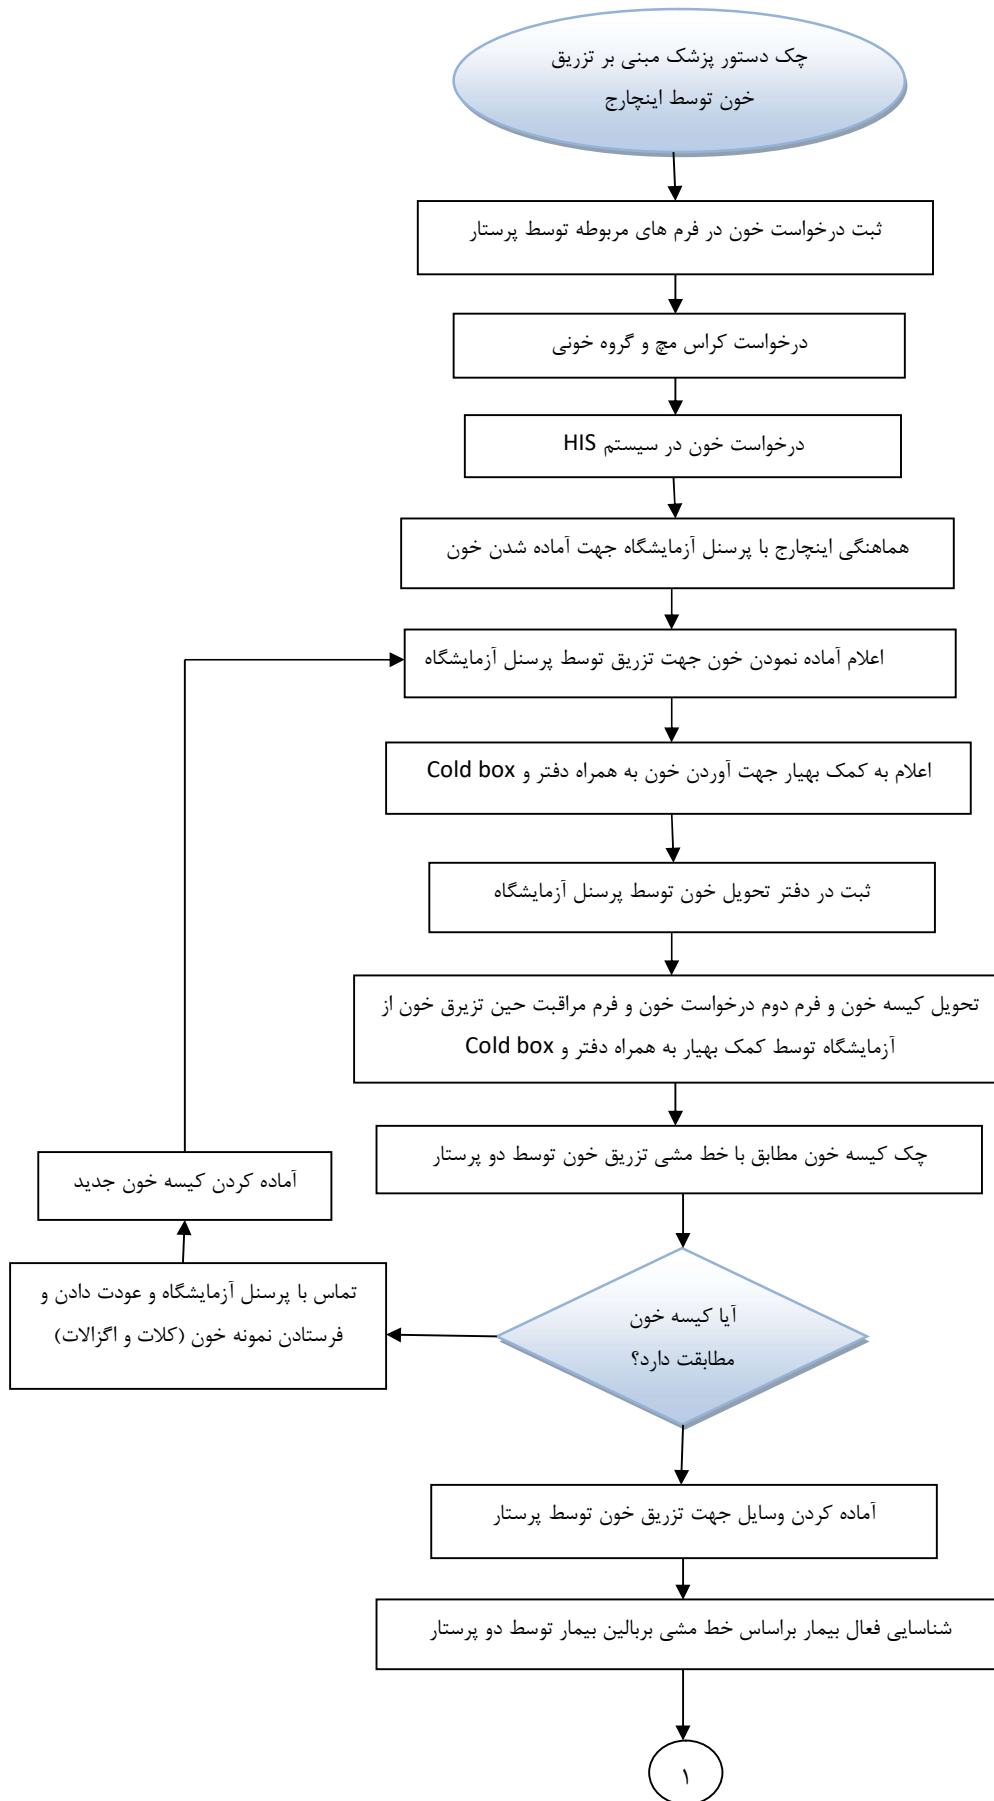 چک دستور پزشک مبنی بر تزریق
خون توسط اینچارج
ثبت درخواست خون در فرم های مربوطه توسط پرستار
درخواست کراس مچ و گروه خونی
درخواست خون در سیستم HIS
هماهنگی اینچارج با پرسنل آزمایشگاه جهت آماده شدن خون
اعلام آماده نمودن خون جهت تزریق توسط پرسنل آزمایشگاه
اعلام به کمک بهیار جهت آوردن خون به همراه دفتر و Cold box
ثبت در دفتر تحویل خون توسط پرسنل آزمایشگاه
تحویل کیسه خون و فرم دوم درخواست خون و فرم مراقبت حین تزیرق خون از
آزمایشگاه توسط کمک بهیار به همراه دفتر و Cold box
چک کیسه خون مطابق با خط مشی تزریق خون توسط دو پرستار
آماده کردن کیسه خون جدید
تماس با پرسنل آزمایشگاه و عودت دادن و
فرستادن نمونه خون (کلات و اگزالات)
آیا کیسه خون
مطابقت دارد؟
آماده کردن وسایل جهت تزریق خون توسط پرستار
شناسایی فعال بیمار براساس خط مشی بربالین بیمار توسط دو پرستار
۱